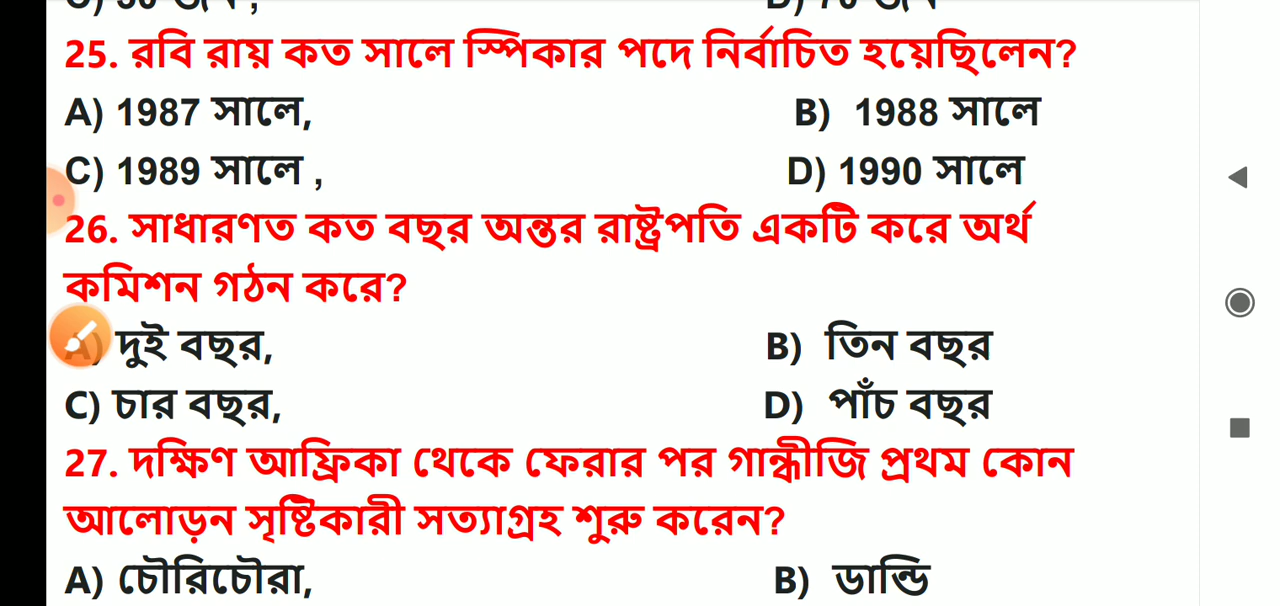 25. রবি রায় কত সালে স্পিকার পদে নির্বাচিত হয়েছিলেন?
A) 1987 সালে, B) 1988 সালে
C) 1989 সালে , D) 1990 সালে
26. সাধারণত কত বছর অন্তর রাষ্ট্রপতি একটি করে অর্থ
কমিশন গঠন করে?
A) দুই বছর, B) তিন বছর
C) চার বছর, D) পাঁচ বছর
27. দক্ষিণ আফ্রিকা থেকে ফেরার পর গান্ধীজি প্রথম কোন
আলোড়ন সৃষ্টিকারী সত্যাগ্রহ শুরু করেন?
A) চৌরিচৌরা, B) ডান্ডি